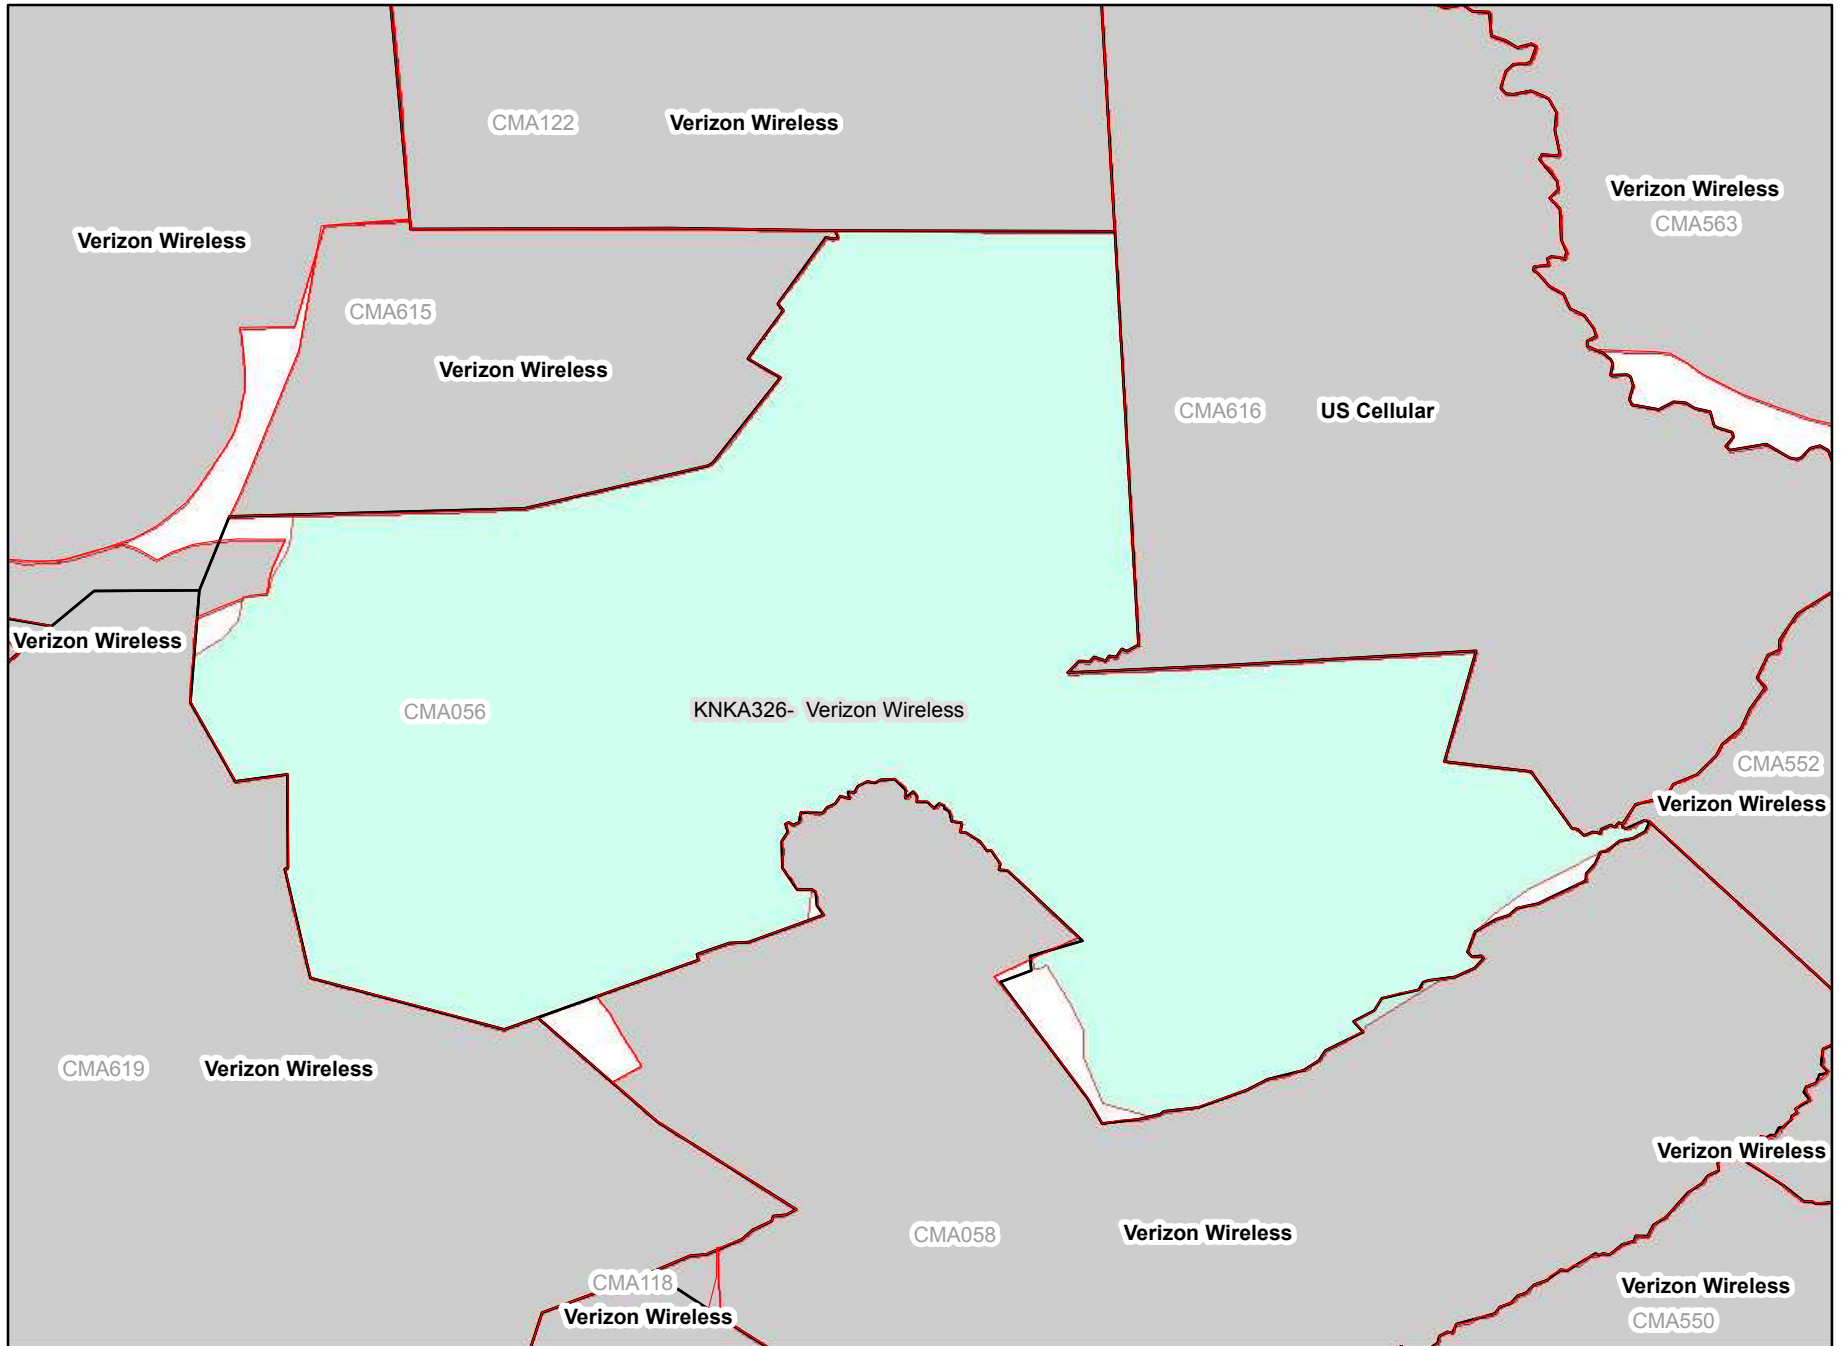 CMA122 Verizon Wireless
Verizon Wireless
CMA563
Verizon Wireless
CMA615
Verizon Wireless
CMA616 US Cellular
Verizon Wireless
CMA056 KNKA326- Verizon Wireless
CMA552
Verizon Wireless
CMA619 Verizon Wireless
Verizon Wireless
CMA058 Verizon Wireless
CMA118
Verizon Wireless
Verizon Wireless
CMA550